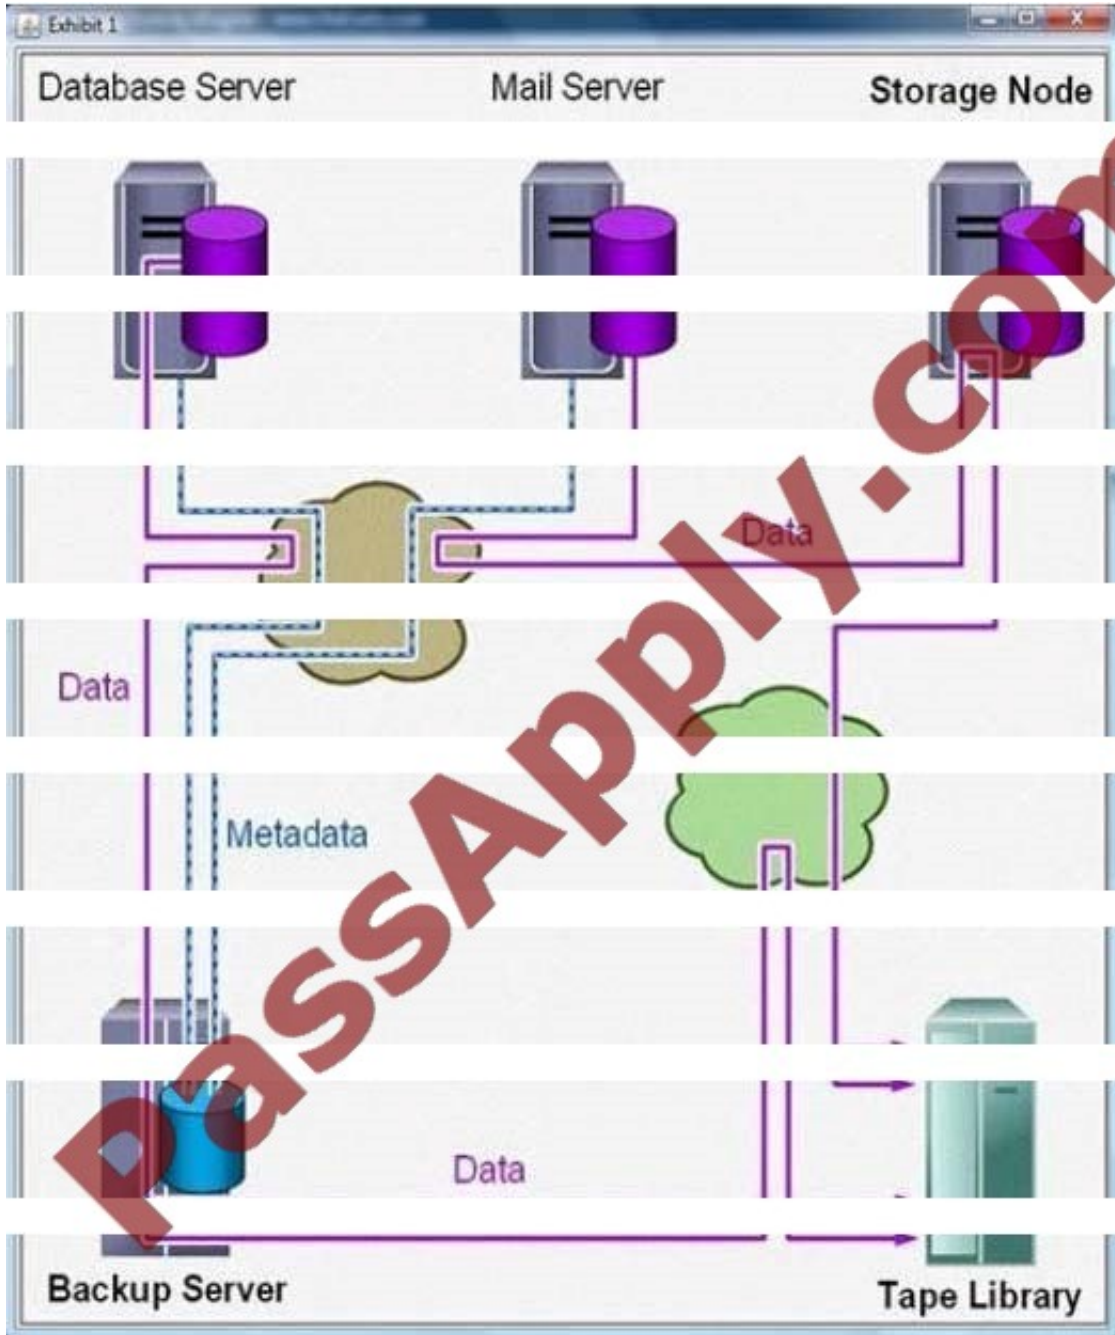 Exhibit 1
Database Server
Mail Server
Storage Node
Data
Data
Metadata
Data
Backup Server
Tape Library
PassApply.com